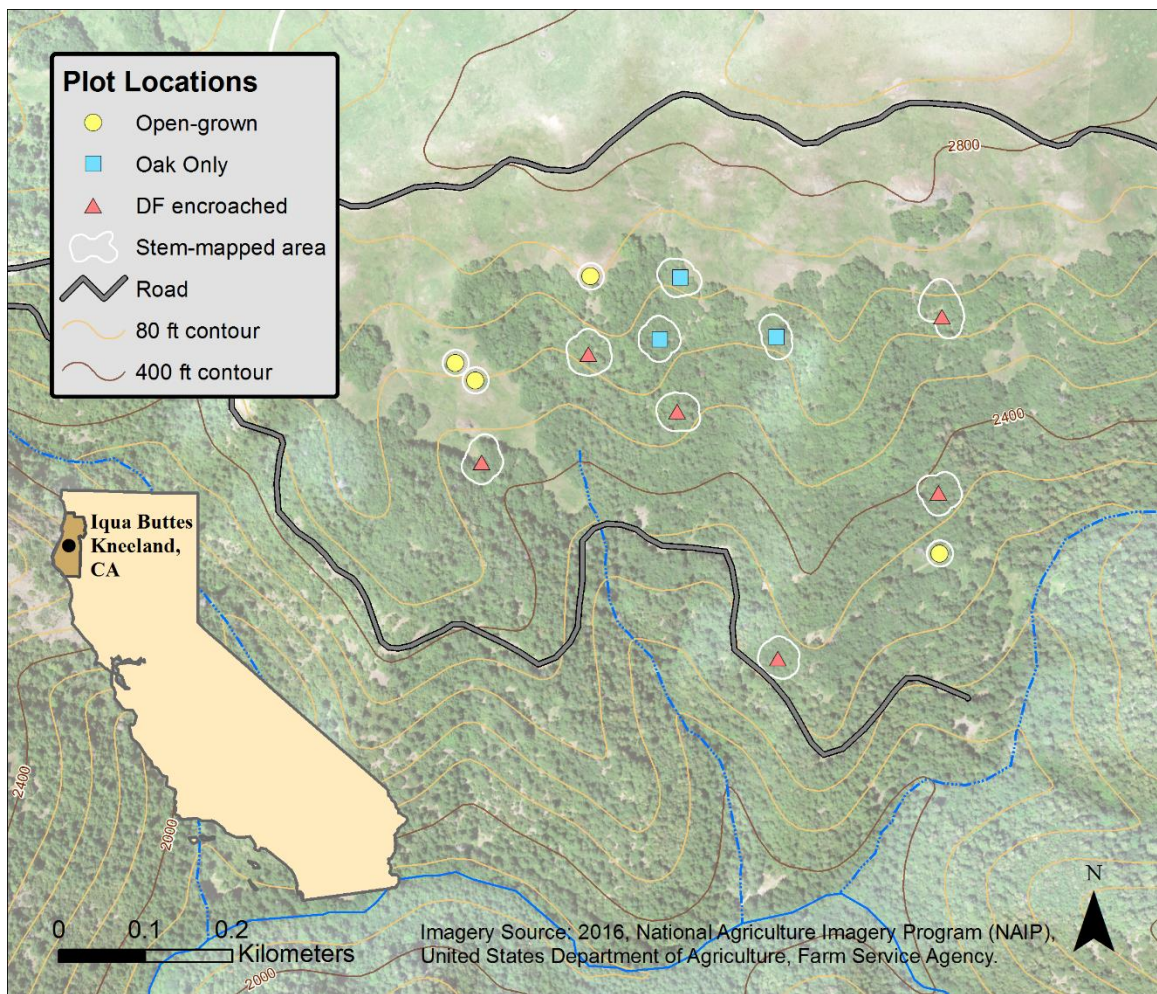 Plot Locations
Open-grown
Oak Only
DF encroached
Stem-mapped area
Road
80 ft contour
400 ft contour
2800
2400
Iqua Buttes
Kneeland,
CA
2400
2000
2000
0 0.1 0.2
Kilometers
Imagery Source: 2016, National Agriculture Imagery Program (NAIP),
United States Department of Agriculture, Farm Service Agency.
N